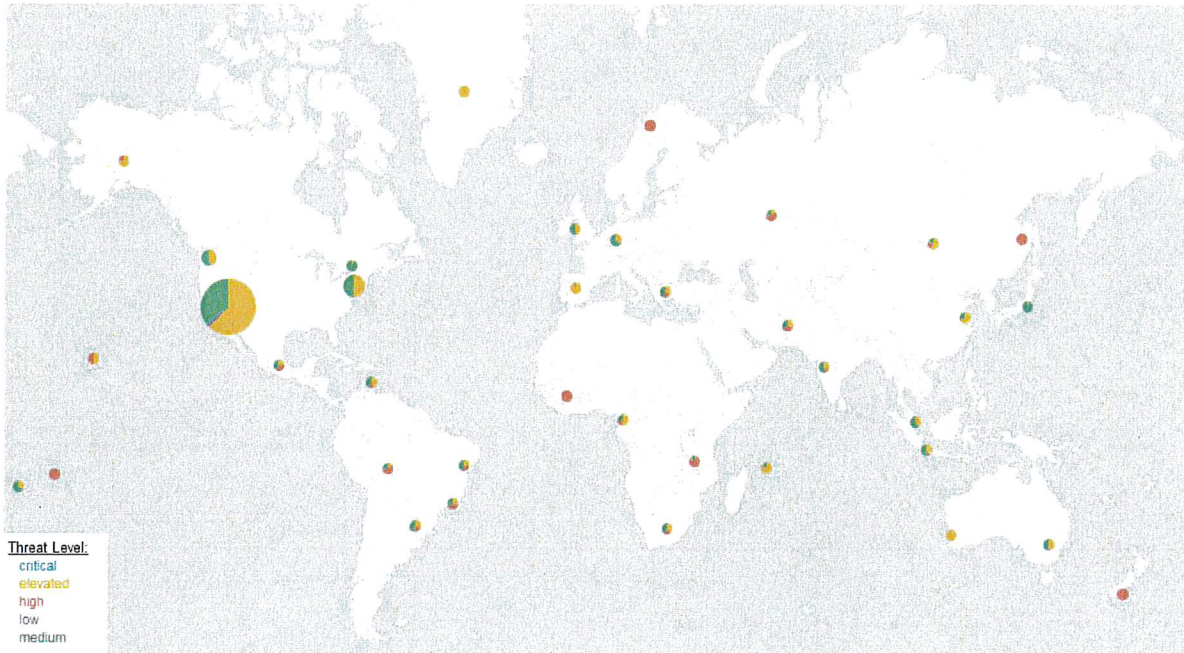 Threat Level:
critical
elevated
high
low
medium